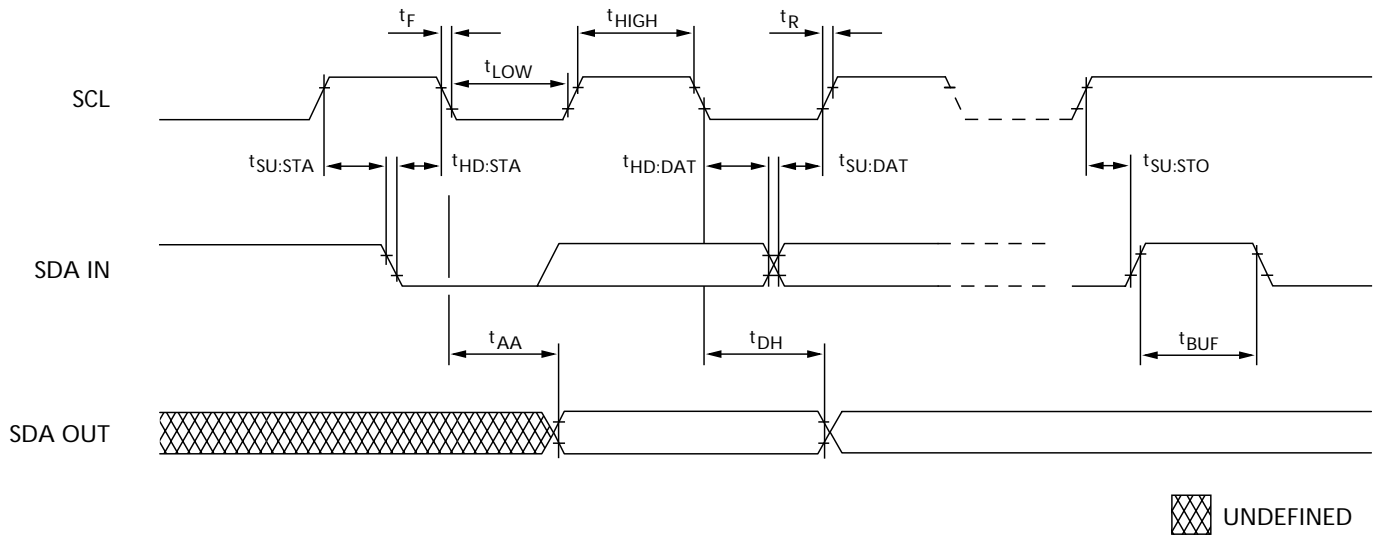 tF
tHIGH
tR
tLOW
SCL
tSU:STA
tHD:STA
tHD:DAT
tSU:DAT
tSU:STO
SDA IN
tAA
tDH
tBUF
SDA OUT
UNDEFINED